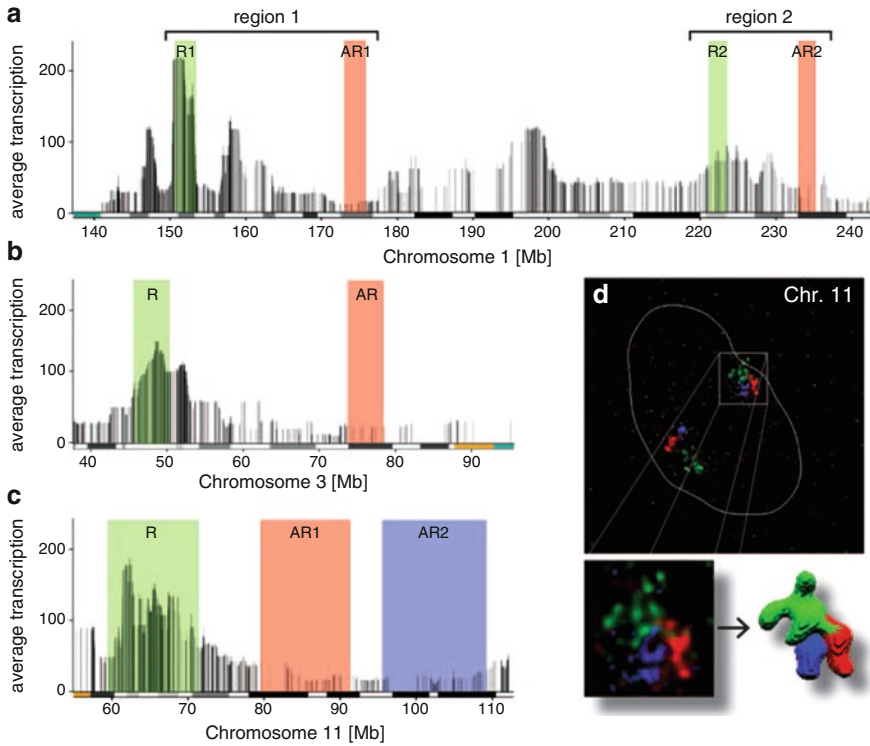 a
region 1
region 2
average transcription
200
100
0
R1
AR1
R2
AR2
140 150 160 170 180 190 200 210 220 230 240
Chromosome 1 [Mb]
b
average transcription
200
100
0
R
AR
40 50 60 70 80 90
Chromosome 3 [Mb]
c
average transcription
200
100
0
R
AR1
AR2
60 70 80 90 100 110
Chromosome 11 [Mb]
d
Chr. 11